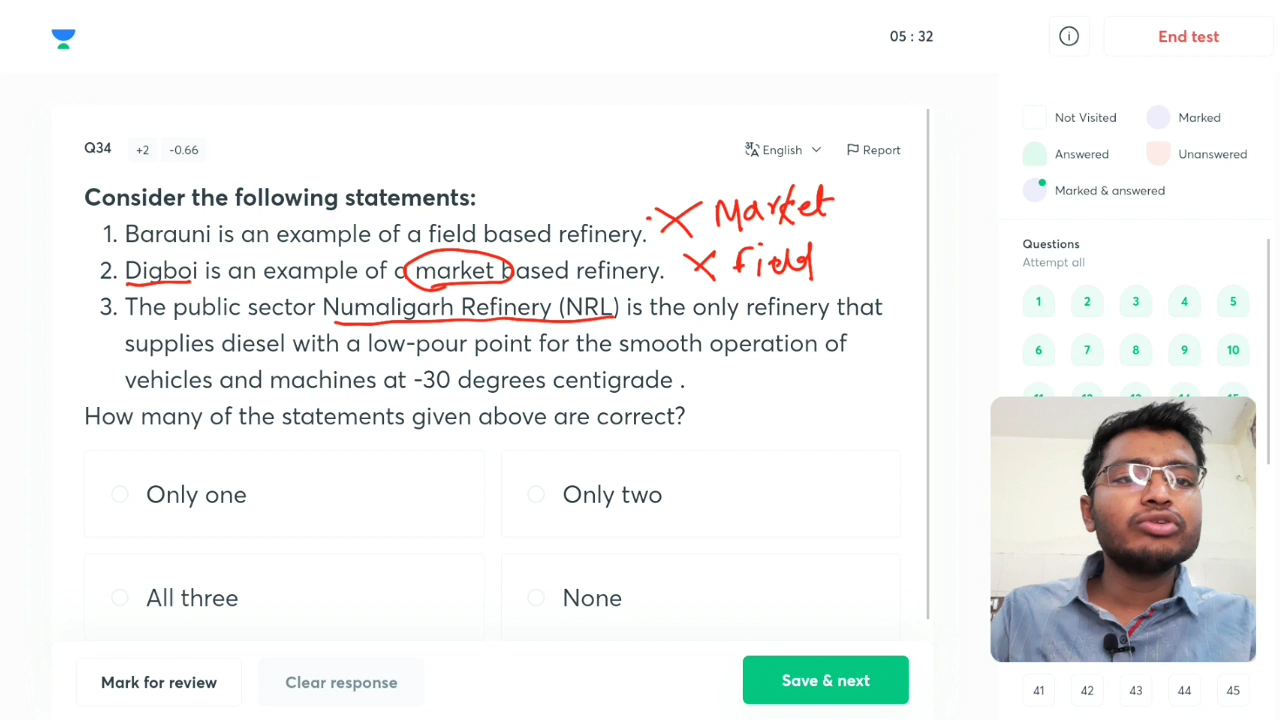 05 : 32
End test
Q34 +2 -0.66
English Report
Not Visited Marked
Answered Unanswered
Marked & answered
Consider the following statements:
1. Barauni is an example of a field based refinery. X Market
2. Digboi is an example of a market based refinery. X field
3. The public sector Numaligarh Refinery (NRL) is the only refinery that
supplies diesel with a low-pour point for the smooth operation of
vehicles and machines at -30 degrees centigrade .
How many of the statements given above are correct?
Questions
Attempt all
1 2 3 4 5
6 7 8 9 10
Only one
Only two
All three
None
Mark for review
Clear response
Save & next
41 42 43 44 45